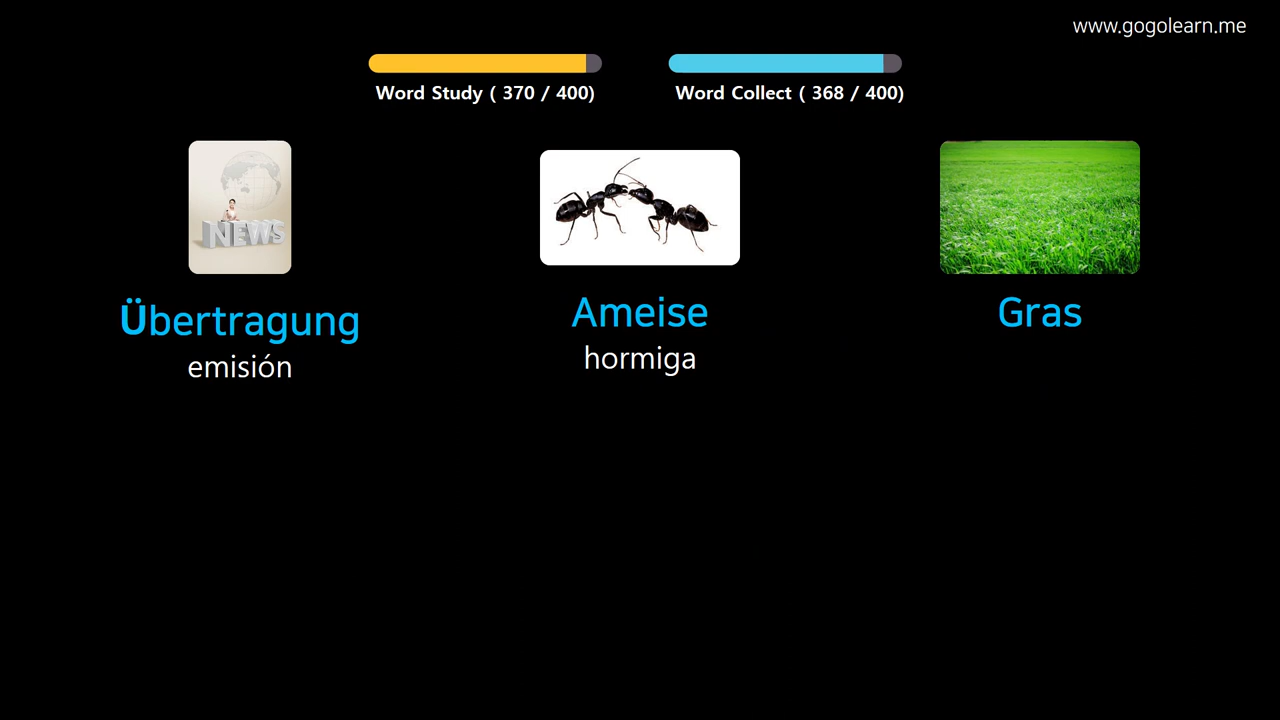 www.gogolearn.me
Word Study ( 370 / 400)
Word Collect ( 368 / 400)
NEWS
Übertragung
emisión
Ameise
hormiga
Gras